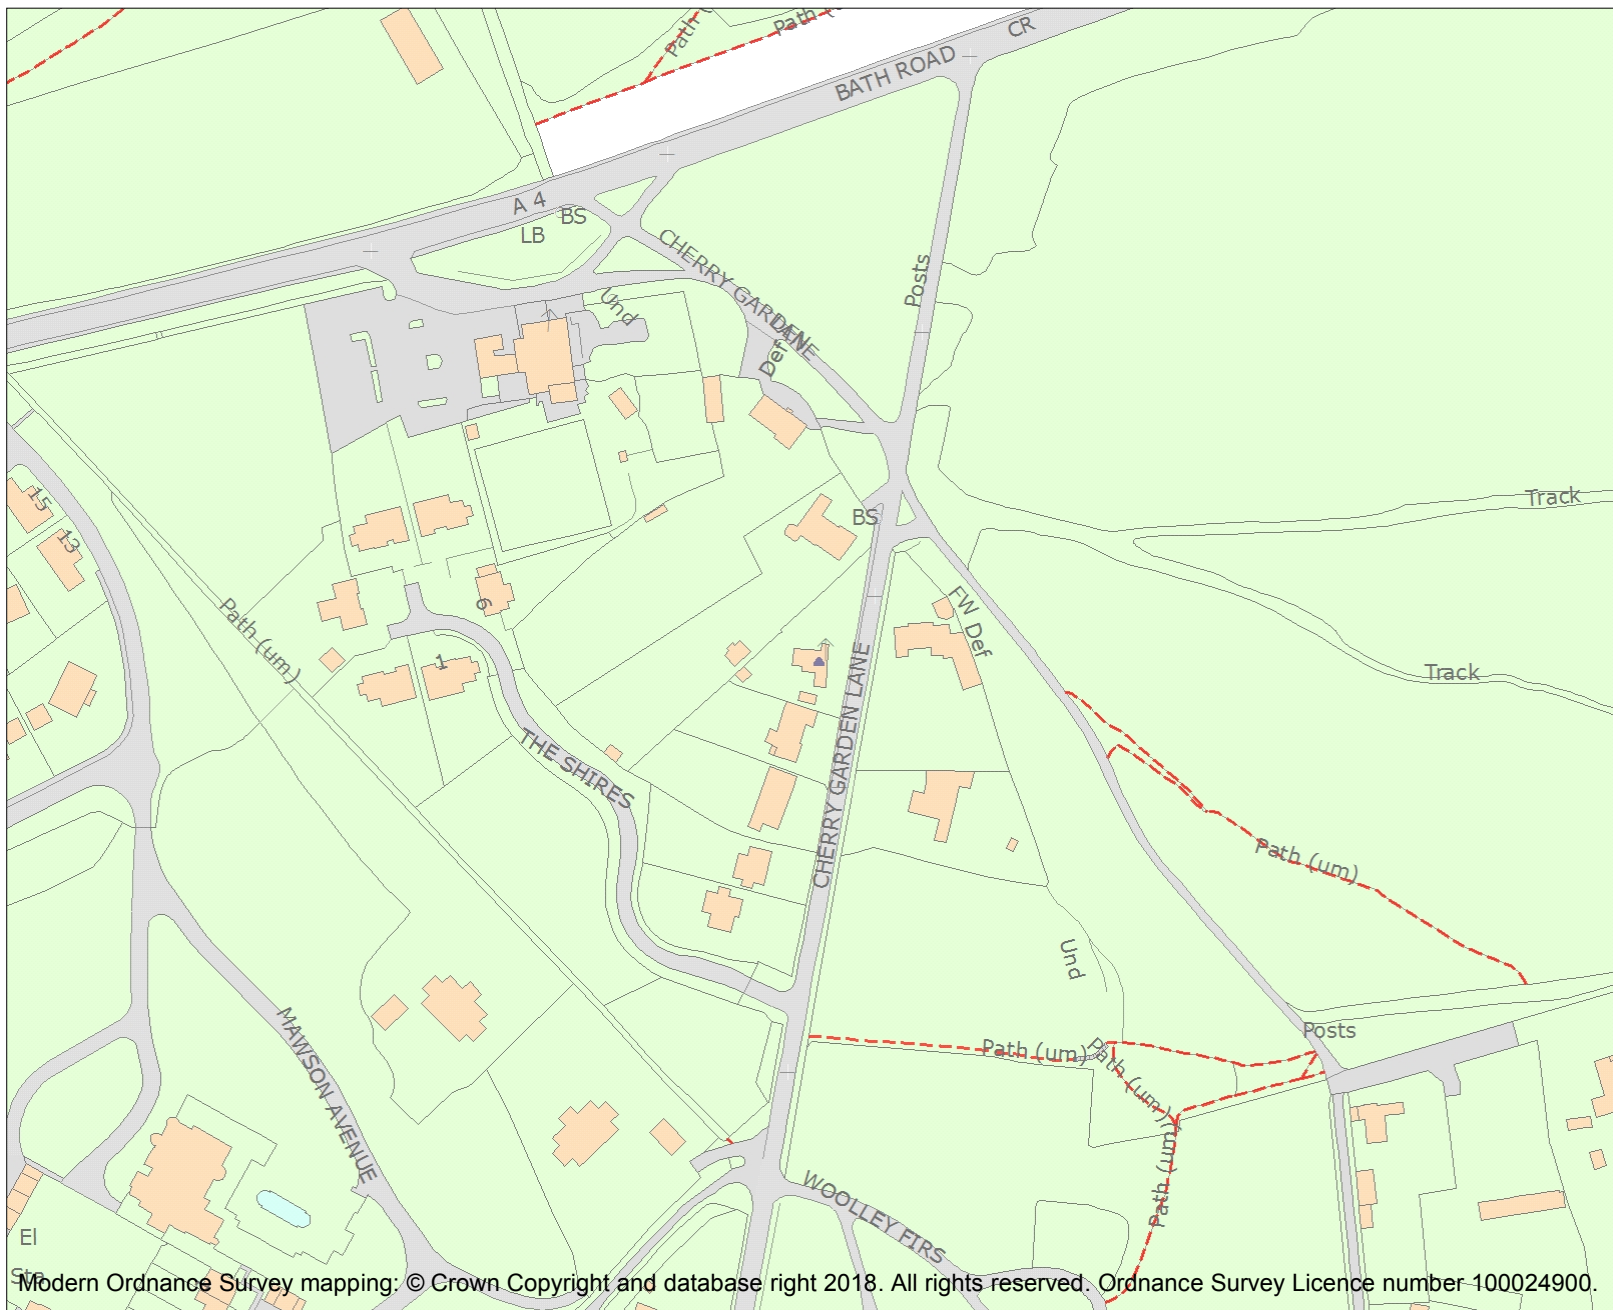 Path (
Path (
CR
BATH ROAD
A 4
BS
LB
CHERRY GARDEN
LANE
Und
Def
Posts
15
13
BS
Track
Path (um)
6
1
FW Def
Track
THE SHIRES
CHERRY GARDEN LANE
Path (um)
Und
MAWSON AVENUE
Posts
Path (um)
Path (um)
Path (um)
WOOLLEY FIRS
El
Sta
Modern Ordnance Survey mapping: © Crown Copyright and database right 2018. All rights reserved. Ordnance Survey Licence number 100024900.